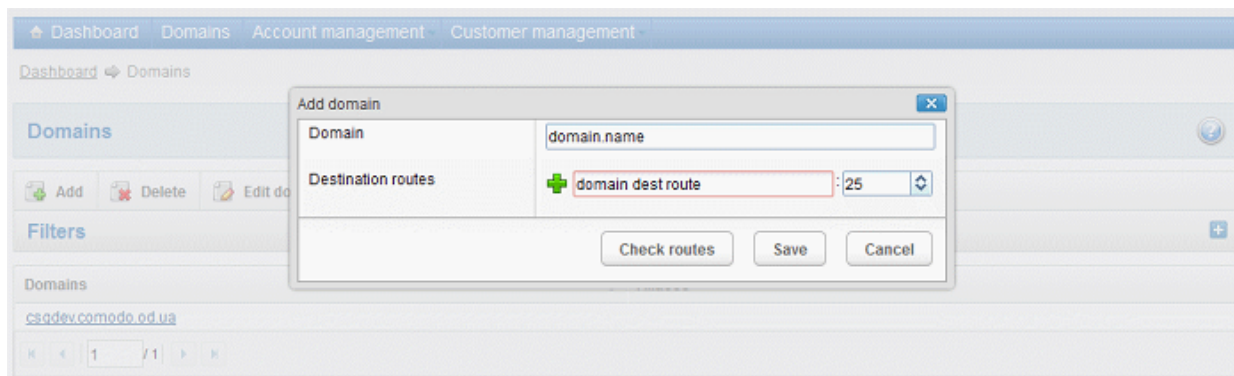 Dashboard Domains Account management Customer management
Dashboard Domains
Add domain
Domains
Domain domain.name
Destination routes domain dest route : 25
Add Delete Edit do
Filters
Check routes Save Cancel
Domains
csgdev.comodo.od.ua
1 / 1